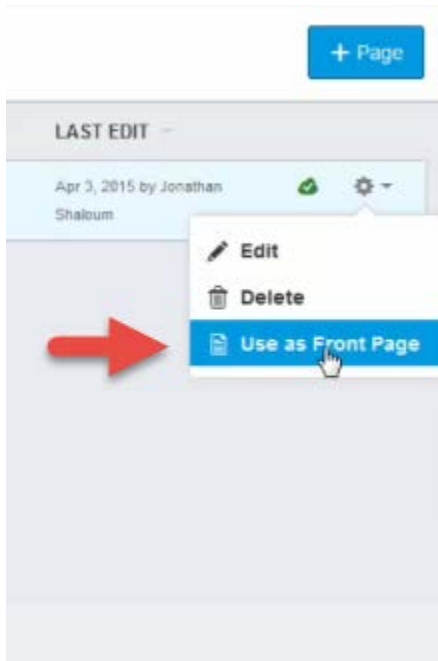 + Page
LAST EDIT
Apr 3, 2015 by Jonathan
Shaloum
Edit
Delete
Use as Front Page